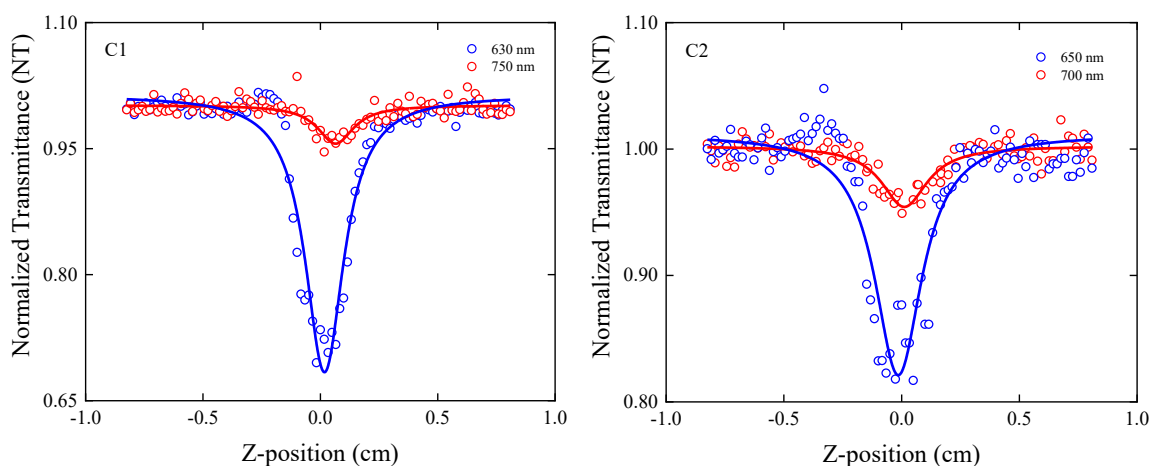 C1
630 nm
750 nm
Normalized Transmittance (NT)
1.10
0.95
0.80
0.65
-1.0
-0.5
0.0
0.5
1.0
Z-position (cm)
C2
650 nm
700 nm
Normalized Transmittance (NT)
1.10
1.00
0.90
0.80
-1.0
-0.5
0.0
0.5
1.0
Z-position (cm)